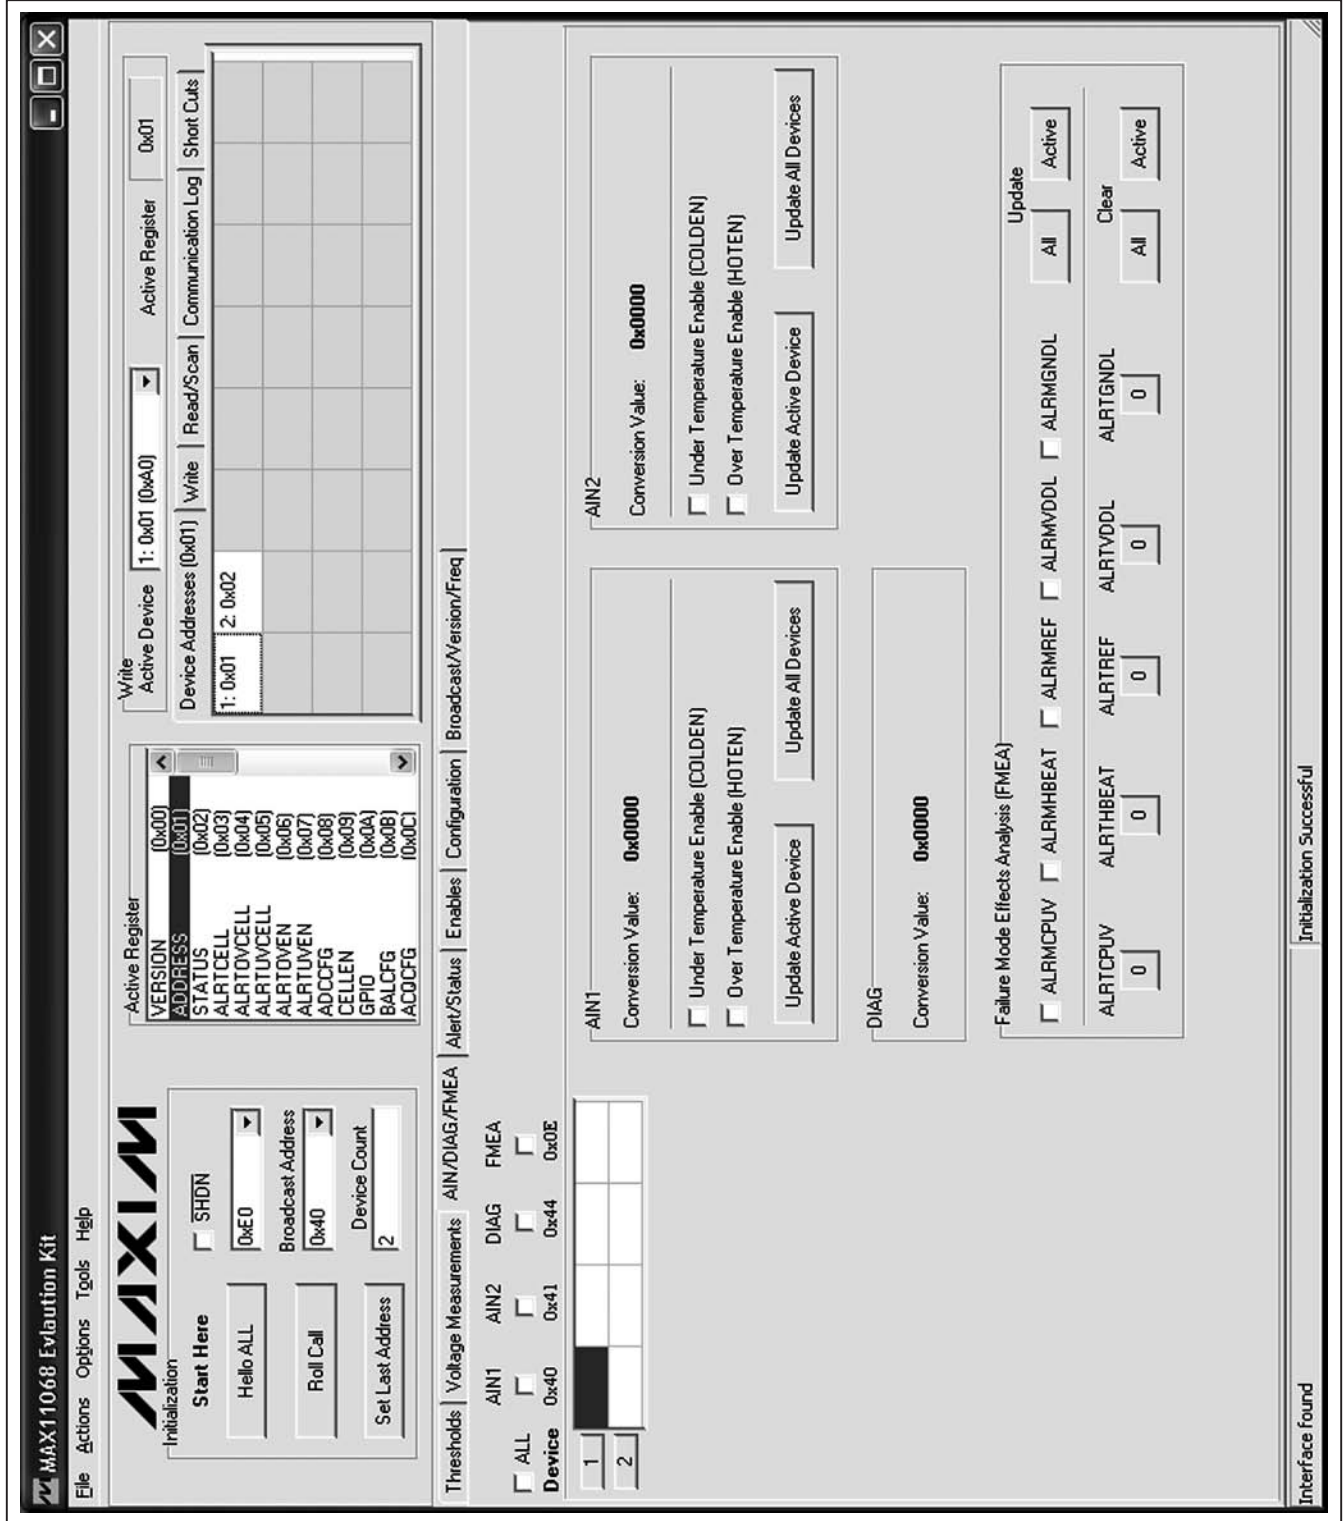 MAX11068 Evlaution Kit
File Actions Options Tools Help
MAXIM
Initialization
Start Here
SHDN
Hello ALL
0xE0
Broadcast Address
Roll Call
0x40
Device Count
Set Last Address
2
Active Register
VERSION (0x00)
ADDRESS (0x01)
STATUS (0x02)
ALRTCELL (0x03)
ALRTOVCELL (0x04)
ALRTUVCELL (0x05)
ALRTOVEN (0x06)
ALRTUVEN (0x07)
ADCCFG (0x08)
CELLEN (0x09)
GPIO (0x0A)
BALCFG (0x0B)
ACQCFG (0x0C)
Write
Active Device 1: 0x01 (0xA0) Active Register 0x01
Device Addresses (0x01) Write Read/Scan Communication Log Short Cuts
1: 0x01 2: 0x02
Thresholds Voltage Measurements AIN/DIAG/FMEA Alert/Status Enables Configuration Broadcast/Version/Freq
AIN1 AIN2 DIAG FMEA
ALL
Device 0x40 0x41 0x44 0x0E
1
2
AIN1
Conversion Value: 0x0000
Under Temperature Enable (COLDEN)
Over Temperature Enable (HOTEN)
Update Active Device Update All Devices
AIN2
Conversion Value: 0x0000
Under Temperature Enable (COLDEN)
Over Temperature Enable (HOTEN)
Update Active Device Update All Devices
DIAG
Conversion Value: 0x0000
Failure Mode Effects Analysis (FMEA)
Update
ALRMCPUV ALRMHBEAT ALRMREF ALRMVDDL ALRMGNDL All Active
Clear
ALRTCPUV ALRTHBEAT ALRTREF ALRTVDDL ALRTGNDL
0 0 0 0 0 All Active
Interface Found Initialization Successful